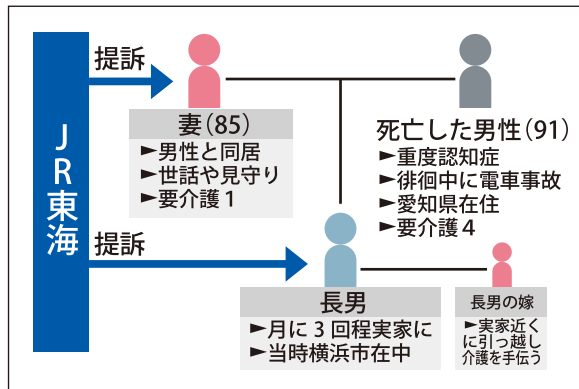 JR東海
提訴
妻(85)
►男性と同居
►世話や見守り
►要介護1
死亡した男性(91)
►重度認知症
►徘徊中に電車事故
►愛知県在住
►要介護4
提訴
長男
►月に3回程実家に
►当時横浜市在中
長男の嫁
►実家近く
に引っ越し
介護を手伝う